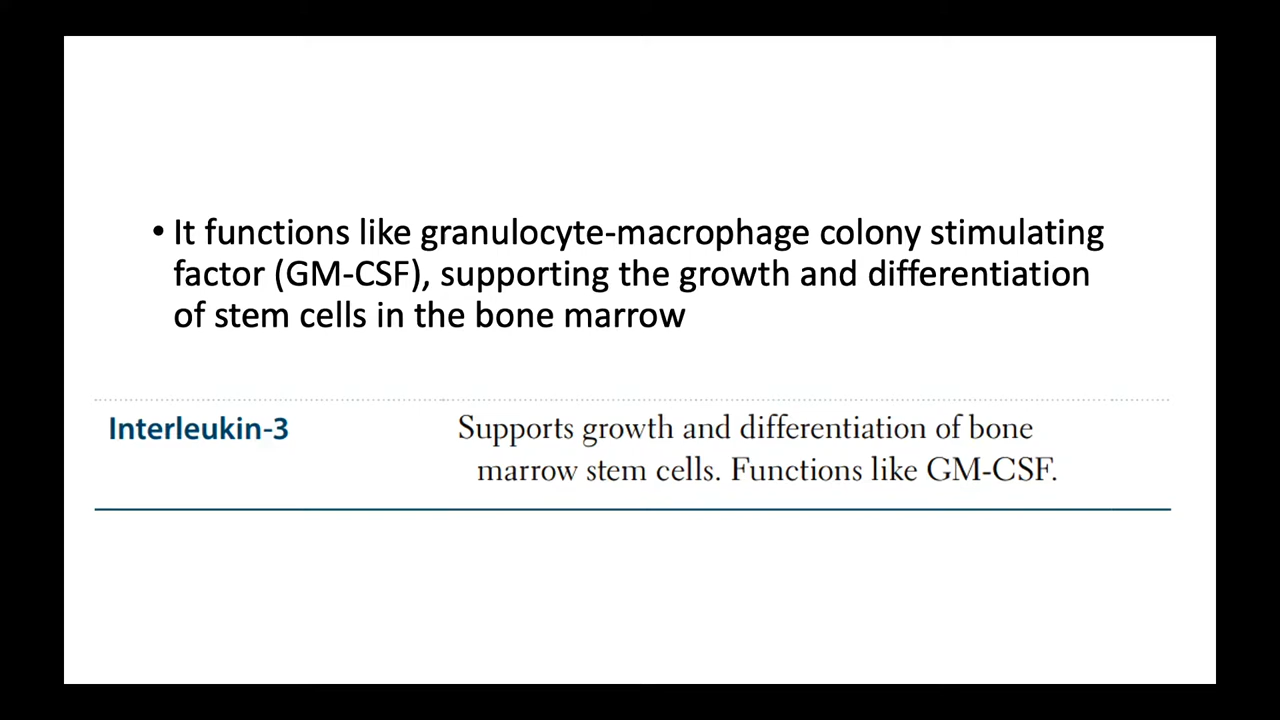 • It functions like granulocyte-macrophage colony stimulating
factor (GM-CSF), supporting the growth and differentiation
of stem cells in the bone marrow
Interleukin-3 Supports growth and differentiation of bone
marrow stem cells. Functions like GM-CSF.